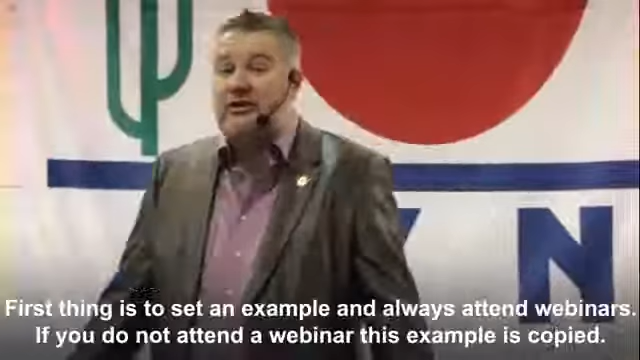 N
First thing is to set an example and always attend webinars.
If you do not attend a webinar this example is copied.